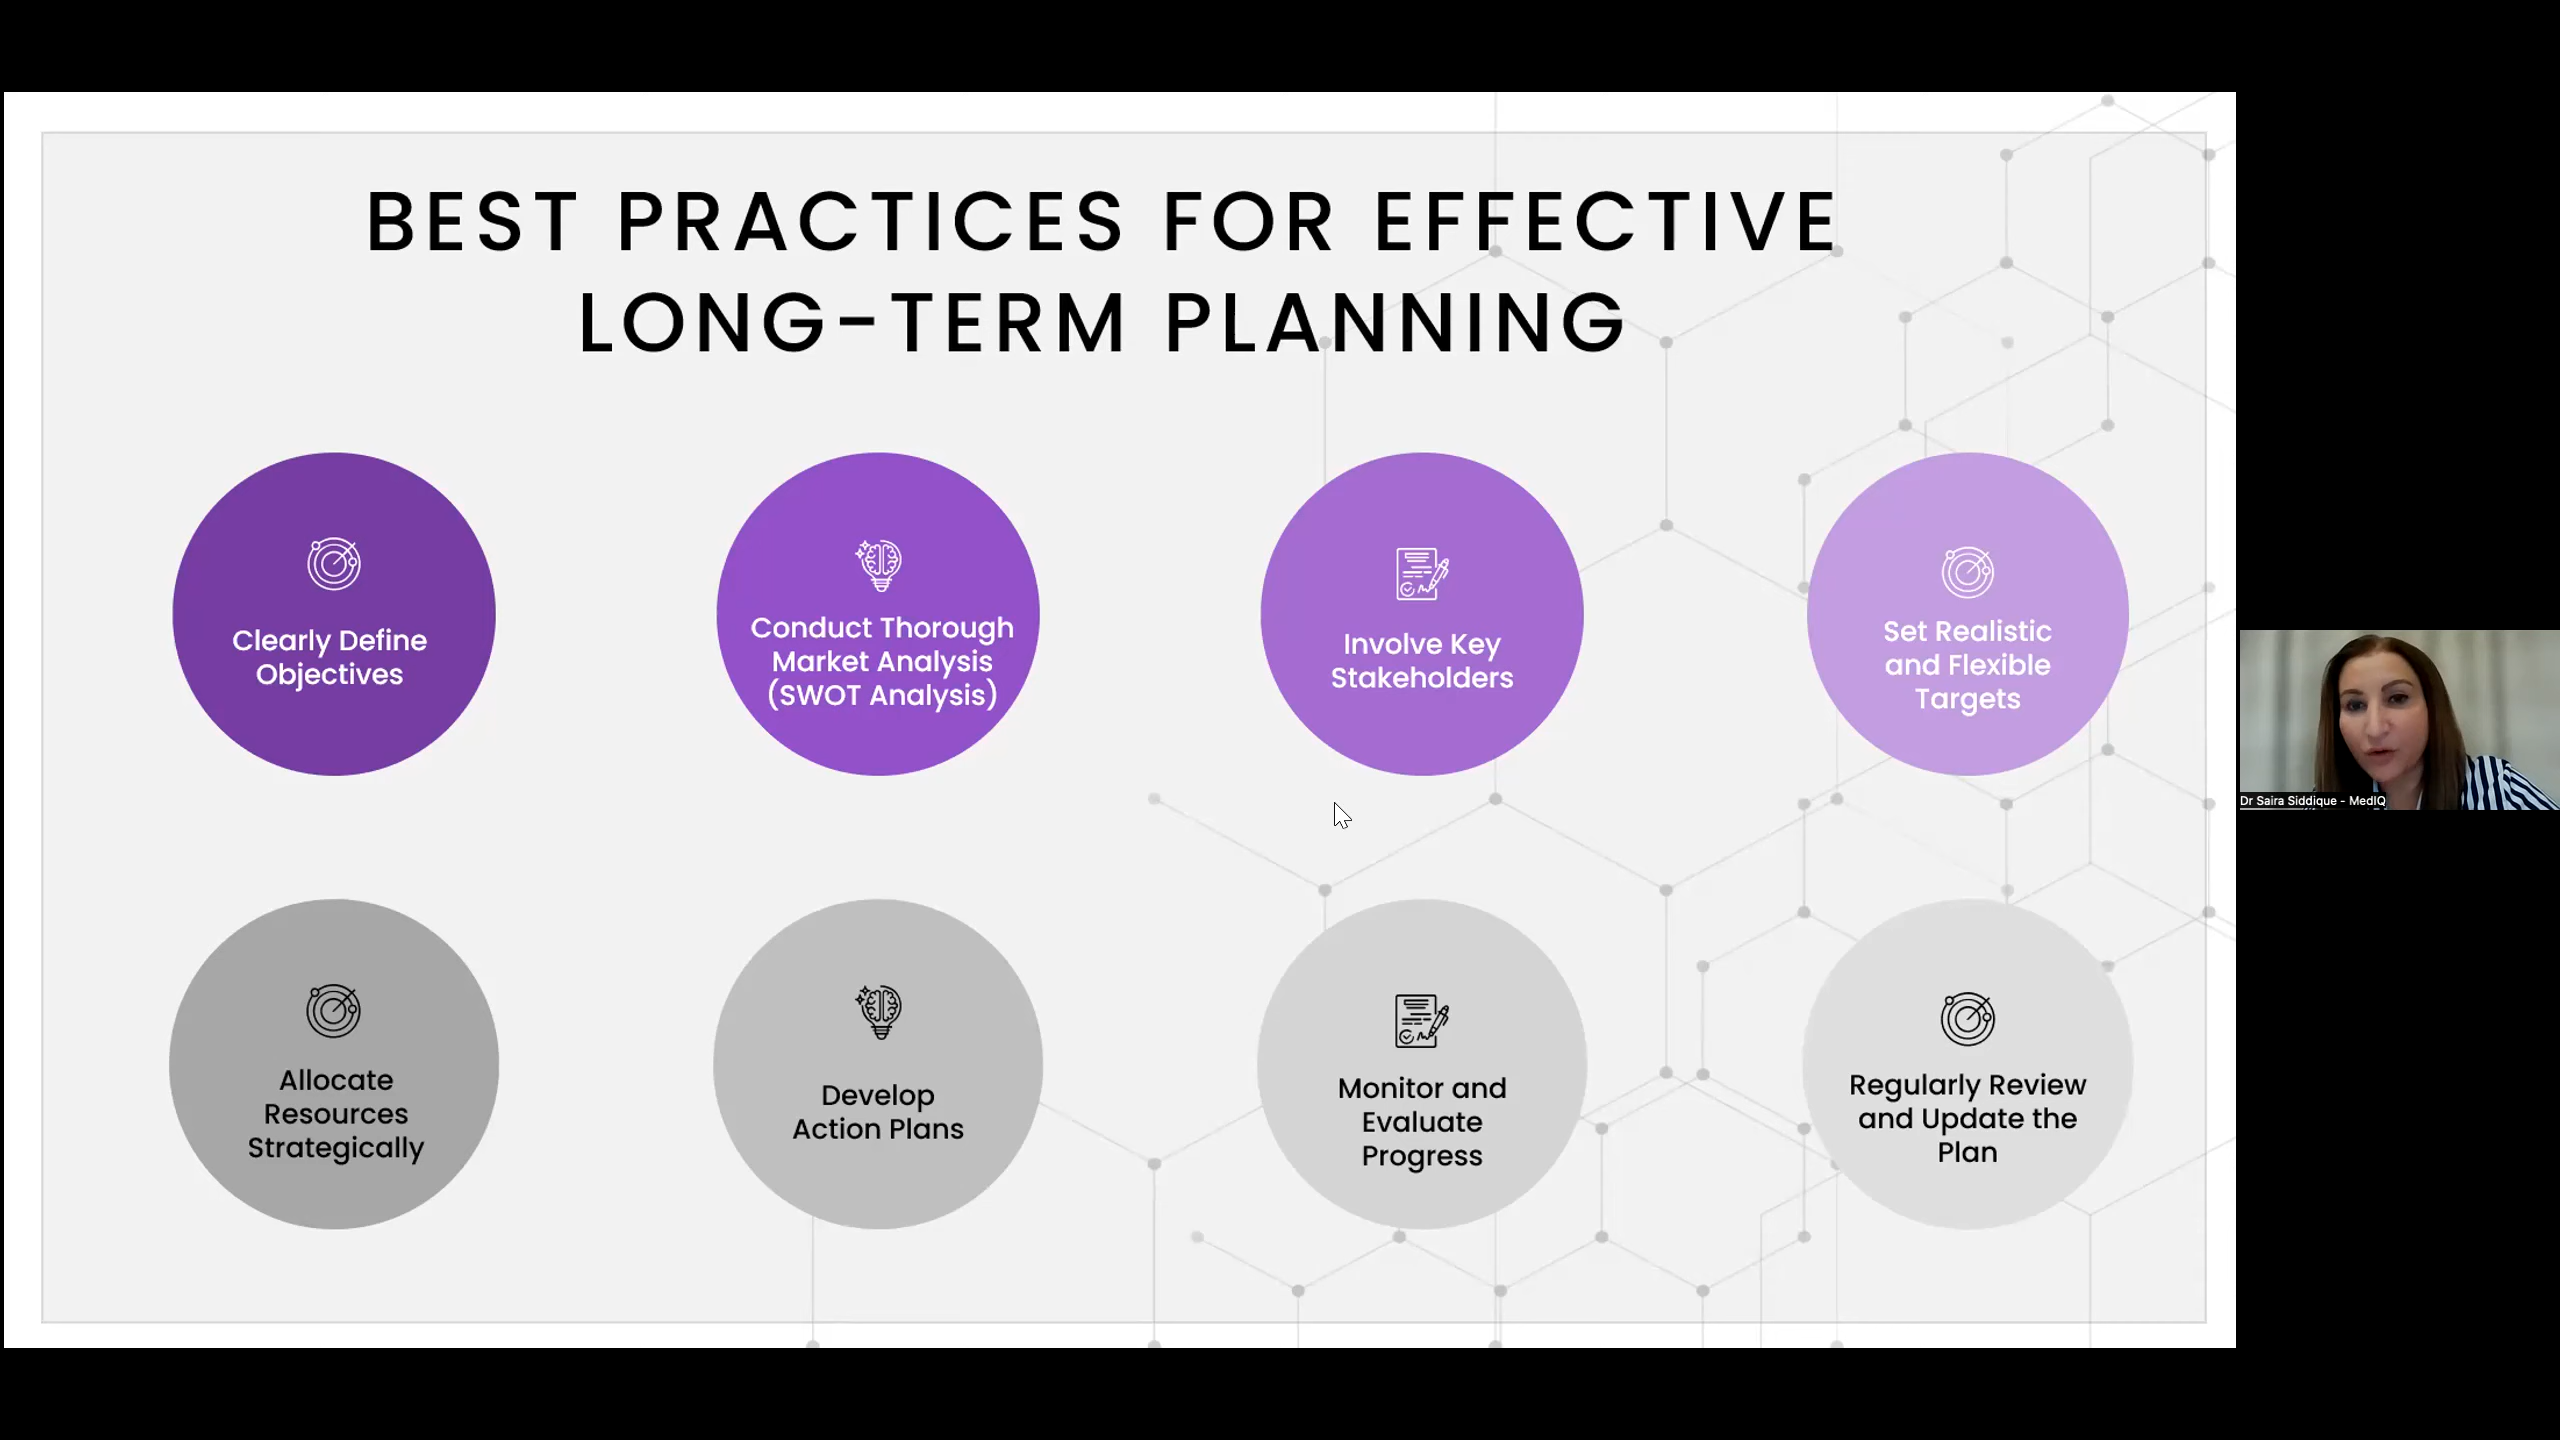 BEST PRACTICES FOR EFFECTIVE
LONG-TERM PLANNING
Clearly Define
Objectives
Conduct Thorough
Market Analysis
(SWOT Analysis)
Involve Key
Stakeholders
Set Realistic
and Flexible
Targets
Allocate
Resources
Strategically
Develop
Action Plans
Monitor and
Evaluate
Progress
Regularly Review
and Update the
Plan
Dr Saira Siddique - MedIQ